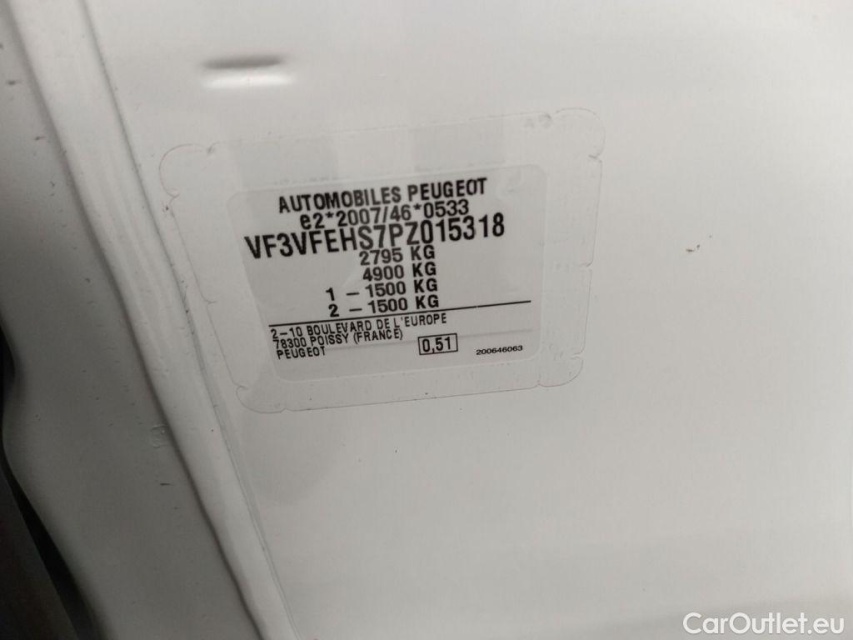 AUTOMOBILES PEUGEOT
e2*2007/46*0533
VF3VFEHS7PZ015318
2795 KG
4900 KG
1 – 1500 KG
2 – 1500 KG
2–10 BOULEVARD DE L'EUROPE
78300 POISSY (FRANCE)
PEUGEOT
0,51
200646063
CarOutlet.eu